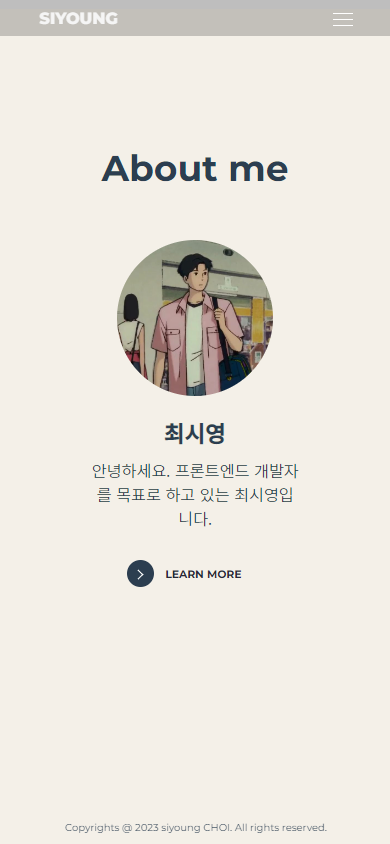 SIYOUNG
About me
최시영
안녕하세요. 프론트엔드 개발자
를 목표로 하고 있는 최시영입
니다.
LEARN MORE
Copyrights @ 2023 siyoung CHOI. All rights reserved.